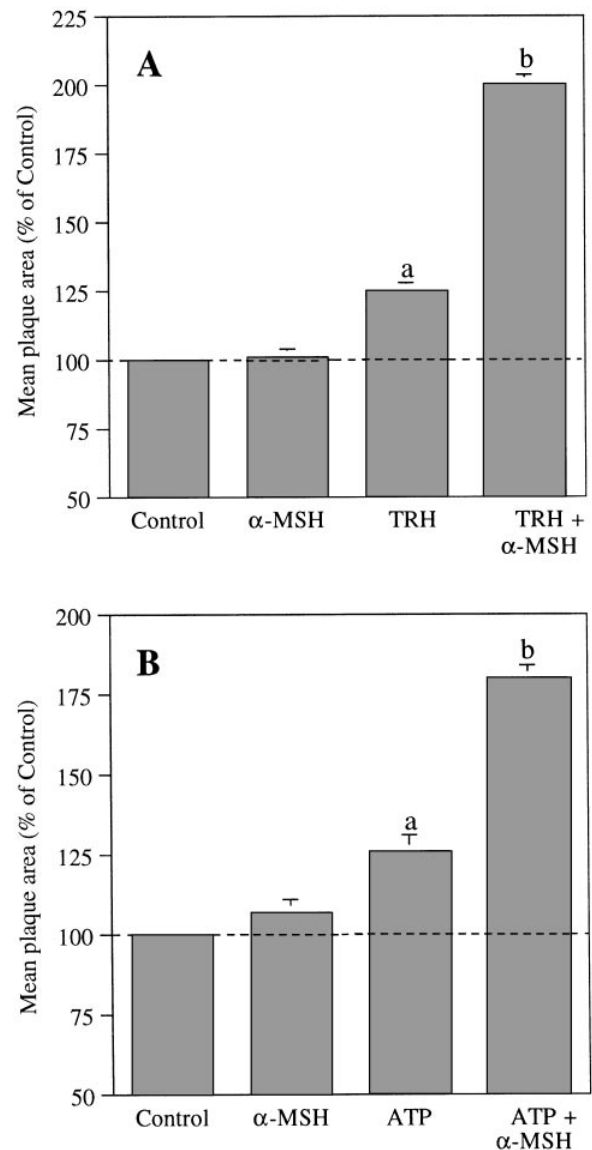 Mean plaque area (% of Control)
225
200
175
150
125
100
75
50
A
a
b
Control
α-MSH
TRH
TRH +
α-MSH
Mean plaque area (% of Control)
200
175
150
125
100
75
50
B
a
b
Control
α-MSH
ATP
ATP +
α-MSH